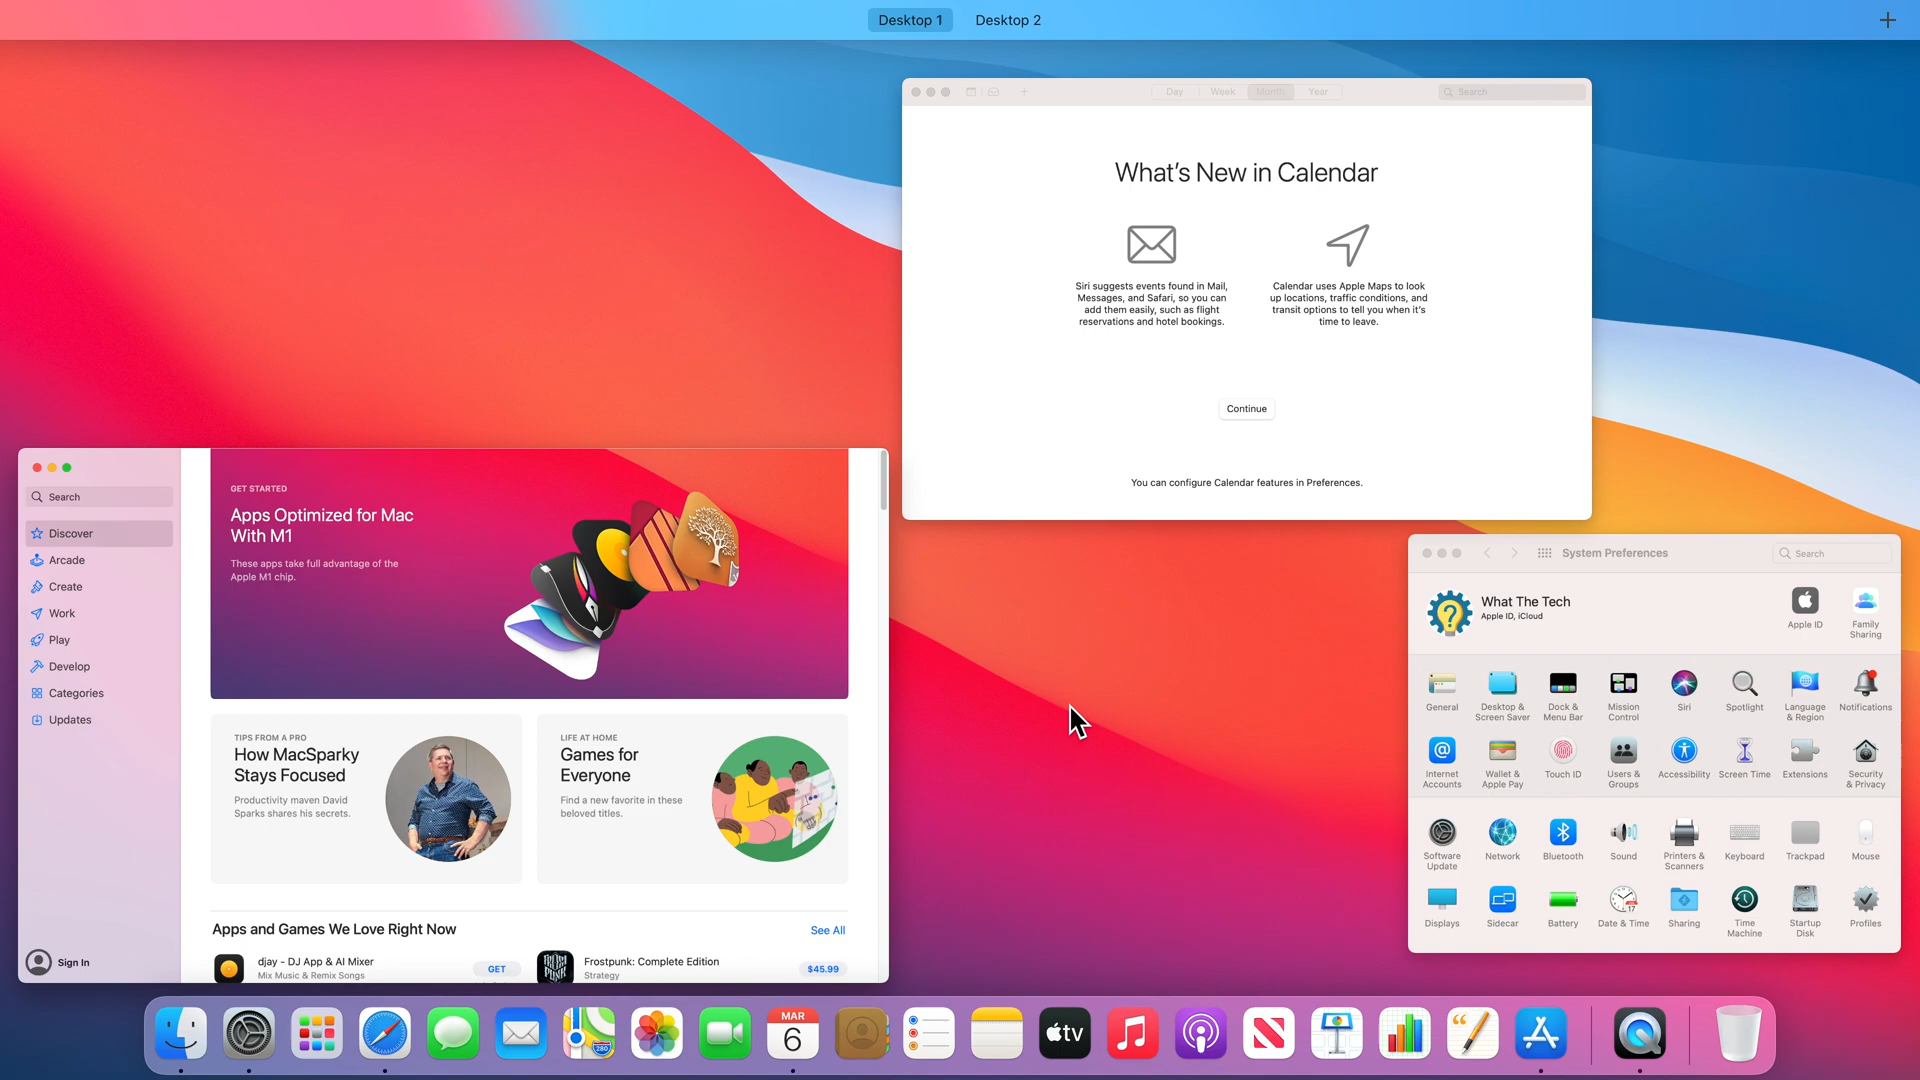 Desktop 1
Desktop 2
Day
Week
Month
Year
Search
What's New in Calendar
Siri suggests events found in Mail,
Messages, and Safari, so you can
add them easily, such as flight
reservations and hotel bookings.
Calendar uses Apple Maps to look
up locations, traffic conditions, and
transit options to tell you when it's
time to leave.
Continue
You can configure Calendar features in Preferences.
Search
Discover
Arcade
Create
Work
Play
Develop
Categories
Updates
Sign In
GET STARTED
Apps Optimized for Mac
With M1
These apps take full advantage of the
Apple M1 chip.
TIPS FROM A PRO
How MacSparky
Stays Focused
Productivity maven David
Sparks shares his secrets.
LIFE AT HOME
Games for
Everyone
Find a new favorite in these
beloved titles.
Apps and Games We Love Right Now
See All
djay - DJ App & AI Mixer
Mix Music & Remix Songs
GET
Frostpunk: Complete Edition
Strategy
$45.99
System Preferences
Search
What The Tech
Apple ID, iCloud
Apple ID
Family
Sharing
General
Desktop &
Screen Saver
Dock &
Menu Bar
Mission
Control
Siri
Spotlight
Language
& Region
Notifications
Internet
Accounts
Wallet &
Apple Pay
Touch ID
Users &
Groups
Accessibility
Screen Time
Extensions
Security
& Privacy
Software
Update
Network
Bluetooth
Sound
Printers &
Scanners
Keyboard
Trackpad
Mouse
Displays
Sidecar
Battery
17
Date & Time
Sharing
Time
Machine
Startup
Disk
Profiles
280
MAR
6
tv